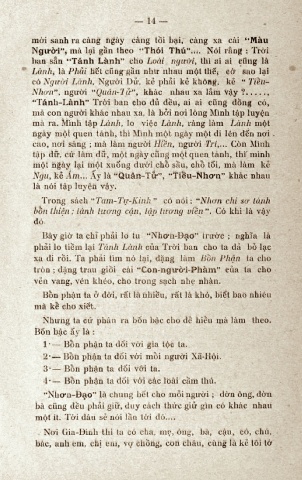 — 14 —
mới sanh ra càng ngày càng tồi bại, càng xa cái "Màu
Người", mà lại gần theo "Thói Thú".... Nói rằng : Trời
ban sẵn "Tánh Lành" cho Loài người, thì ai ai cũng là
Lành, là Phải hết cũng gần như nhau một thể, cớ sao lại
có Người Lành, Người Dữ, kẻ phải kẻ không, kẻ "Tiểu-
Nhơn", người "Quân-Tử", khác nhau xa lắm vậy ?.....,
"Tánh-Lành" Trời ban cho đủ đều, ai ai cũng đồng có,
mà con người khác nhau xa, là bởi nơi lòng Mình tập luyện
mà ra. Mình tập Lành, lo việc Lành, ráng làm Lành một
ngày một quen tánh, thì Mình một ngày một đi lên đến nơi
cao, nơi sáng ; mà làm người Hiền, người Trí,... Còn Mình
tập dữ, cứ làm dữ, một ngày cũng một quen tánh, thì mình
một ngày lại một xuống dưới chỗ sâu, chỗ tối, mà làm kẻ
Ngu, kẻ Ám... Ấy là "Quân-Tử", "Tiểu-Nhơn" khác nhau
là nói tập luyện vậy.
Trong sách "Tam-Tự-Kinh" có nói : "Nhơn chi sơ tánh
bổn thiện ; tánh tương cận, tập tương viễn". Có khi là vậy
đó.
Bây giờ ta chỉ phải lo tu "Nhơn-Đạo" trước ; nghĩa là
phải lo tiềm lại Tánh Lành của Trời ban cho ta đã bỏ lạc
xa đi rồi. Ta phải tìm nó lại, dặng làm Bổn Phận ta cho
tròn ; dặng trau giồi cái "Con-người-Phàm" của ta cho
vẻn vang, vén khéo, cho trong sạch nhẹ nhàn.
Bổn phận ta ở đời, rất là nhiều, rất là khó, biết bao nhiêu
mà kể cho xiết.
Nhưng ta cứ phân ra bốn bậc cho dễ hiểu mà làm theo.
Bốn bậc ấy là :
1·— Bổn phận ta đối với gia tộc ta.
2·— Bổn phận ta đối với mỗi người Xã-Hội.
3·— Bổn phận ta đối với ta.
4·— Bổn phận ta đối với các loài cầm thú.
"Nhơn-Đạo" là chung hết cho mỗi người ; đờn ông, đờn
bà cũng đều phải giữ, duy cách thức giữ gìn có khác nhau
một ít. Tới đâu sẽ nói lần tới đó....
Nơi Gia-Đình thì ta có cha, mẹ, ông, bà, cậu, cô, chú,
bác, anh em, chị em, vợ chồng, con cháu, cùng là kẻ tôi tớ